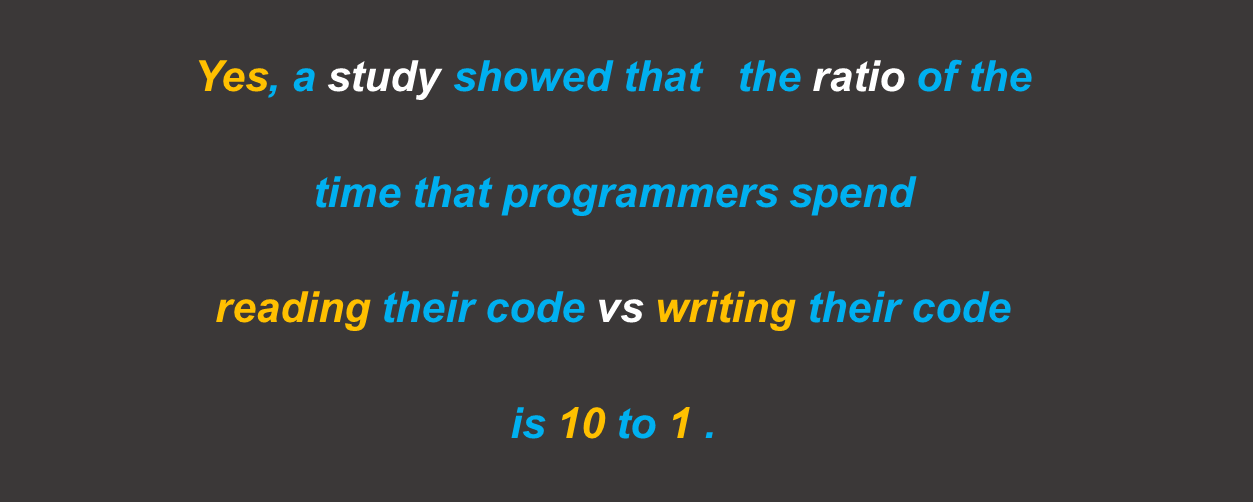 Yes, a study showed that   the ratio of the
time that programmers spend
reading their code vs writing their code
is 10 to 1 .